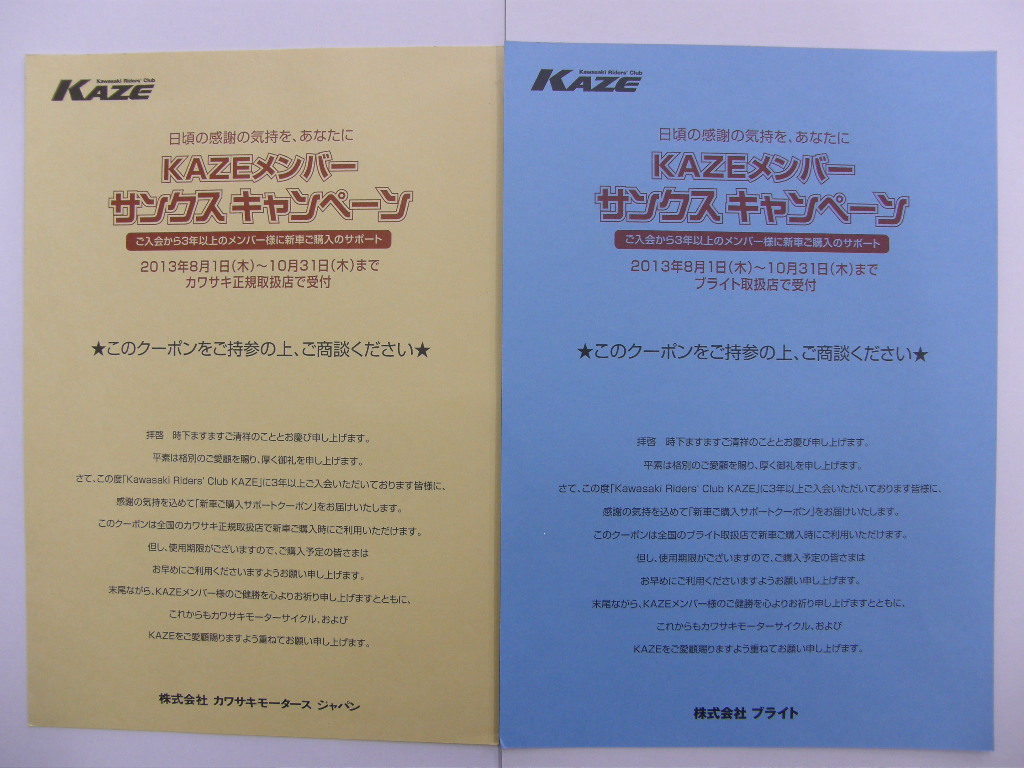 Kawasaki Riders' Club
KAZE
日頃の感謝の気持を、あなたに
KAZEメンバー
サンクス キャンペーン
ご入会から3年以上のメンバー様に新車ご購入のサポート
2013年8月1日(木)～10月31日(木)まで
カワサキ正規取扱店で受付
★このクーポンをご持参の上、ご商談ください★
拝啓　時下ますますご清祥のこととお慶び申し上げます。
平素は格別のご愛顧を賜り、厚く御礼を申し上げます。
さて、この度「Kawasaki Riders' Club KAZE」に3年以上ご入会いただいております皆様に、
感謝の気持を込めて「新車ご購入サポートクーポン」をお届けいたします。
このクーポンは全国のカワサキ正規取扱店で新車ご購入時にご利用いただけます。
但し、使用期限がございますので、ご購入予定の皆さまは
お早めにご利用くださいますようお願い申し上げます。
末尾ながら、KAZEメンバー様のご健勝を心よりお祈り申し上げますとともに、
これからもカワサキモーターサイクル、および
KAZEをご愛顧賜りますよう重ねてお願い申し上げます。
株式会社 カワサキモータース ジャパン
Kawasaki Riders' Club
KAZE
日頃の感謝の気持を、あなたに
KAZEメンバー
サンクス キャンペーン
ご入会から3年以上のメンバー様に新車ご購入のサポート
2013年8月1日(木)～10月31日(木)まで
ブライト取扱店で受付
★このクーポンをご持参の上、ご商談ください★
拝啓　時下ますますご清祥のこととお慶び申し上げます。
平素は格別のご愛顧を賜り、厚く御礼を申し上げます。
さて、この度「Kawasaki Riders' Club KAZE」に3年以上ご入会いただいております皆様に、
感謝の気持を込めて「新車ご購入サポートクーポン」をお届けいたします。
このクーポンは全国のブライト取扱店で新車ご購入時にご利用いただけます。
但し、使用期限がございますので、ご購入予定の皆さまは
お早めにご利用くださいますようお願い申し上げます。
末尾ながら、KAZEメンバー様のご健勝を心よりお祈り申し上げますとともに、
これからもカワサキモーターサイクル、および
KAZEをご愛顧賜りますよう重ねてお願い申し上げます。
株式会社 ブライト